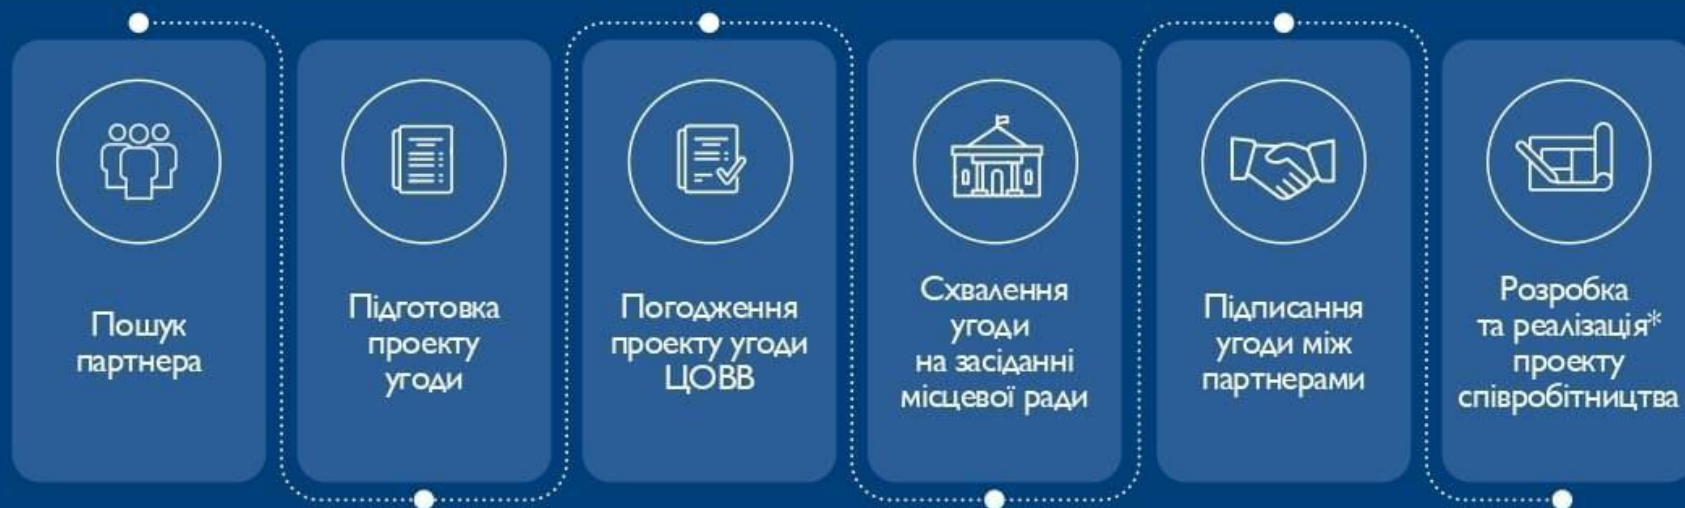 Пошук
партнера
Підготовка
проекту
угоди
Погодження
проекту угоди
ЦОВВ
Схвалення
угоди
на засіданні
місцевої ради
Підписання
угоди між
партнерами
Розробка
та реалізація*
проекту
співробітництва